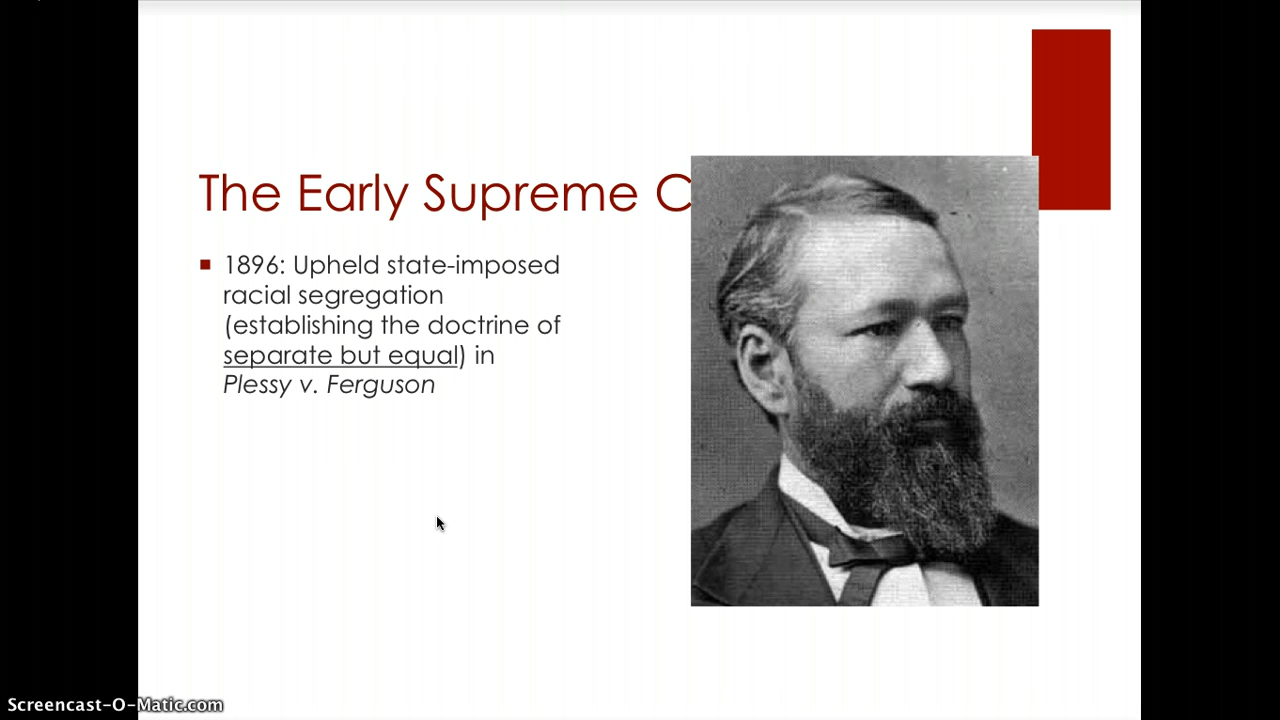 The Early Supreme C
1896: Upheld state-imposed
racial segregation
(establishing the doctrine of
separate but equal) in
Plessy v. Ferguson
Screencast-O-Matic.com